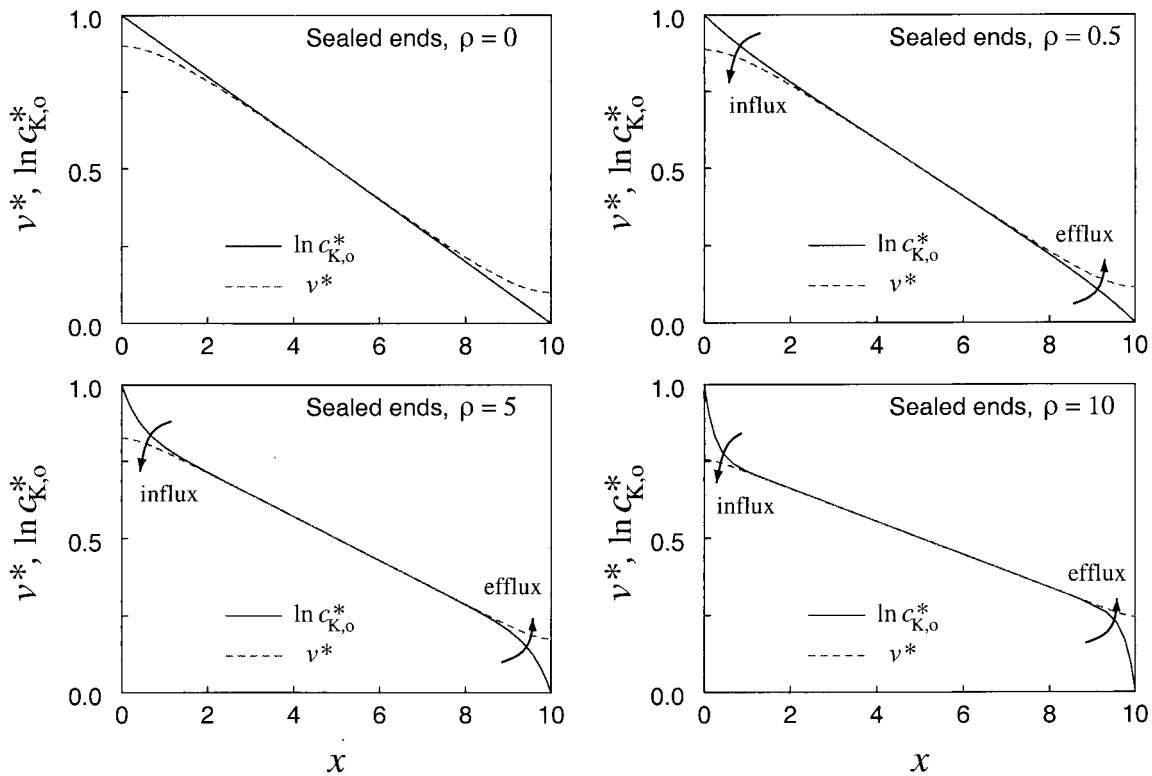 Sealed ends, ρ = 0
v*, ln c*K,o
1.0
0.5
0.0
ln c*K,o
v*
0 2 4 6 8 10
Sealed ends, ρ = 0.5
v*, ln c*K,o
1.0
0.5
0.0
influx
efflux
ln c*K,o
v*
0 2 4 6 8 10
Sealed ends, ρ = 5
v*, ln c*K,o
1.0
0.5
0.0
influx
efflux
ln c*K,o
v*
0 2 4 6 8 10
x
Sealed ends, ρ = 10
v*, ln c*K,o
1.0
0.5
0.0
influx
efflux
ln c*K,o
v*
0 2 4 6 8 10
x